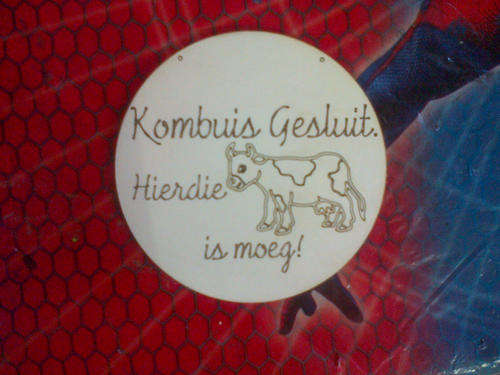 Kombuis Gesluit.
Hierdie
is moeg!